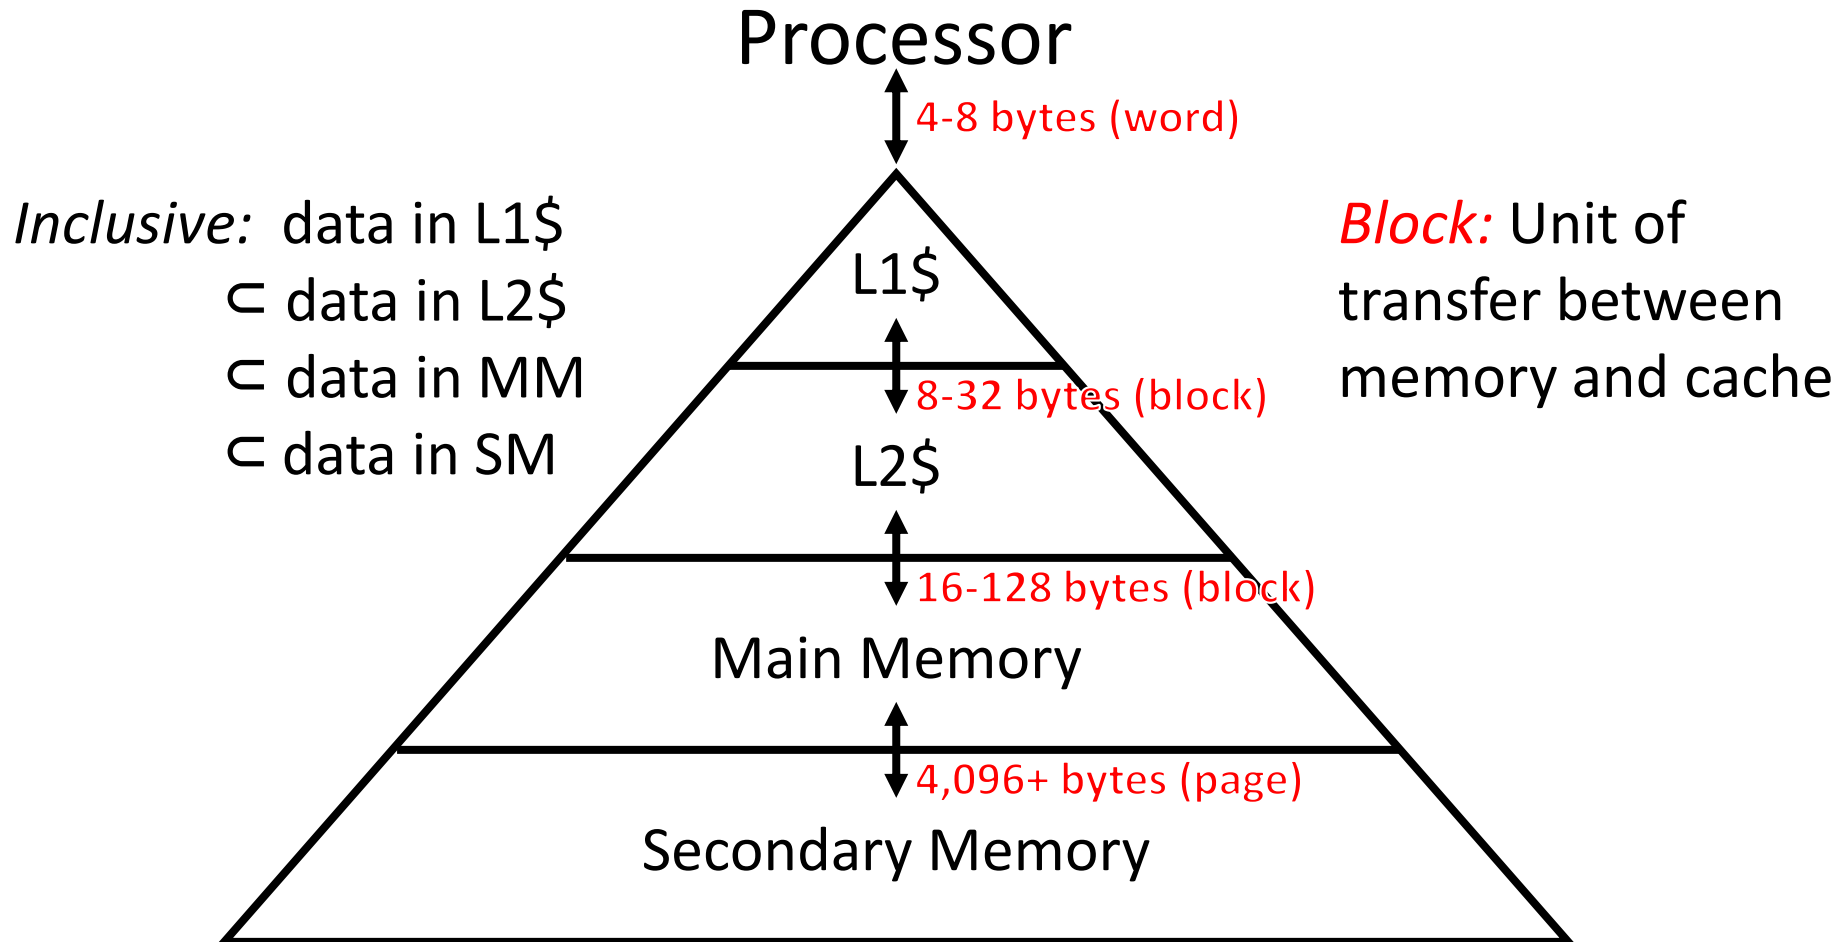 Processor
4-8 bytes (word)
Inclusive: data in L1$
⊂ data in L2$
⊂ data in MM
⊂ data in SM
Block: Unit of
transfer between
memory and cache
L1$
8-32 bytes (block)
L2$
16-128 bytes (block)
Main Memory
4,096+ bytes (page)
Secondary Memory